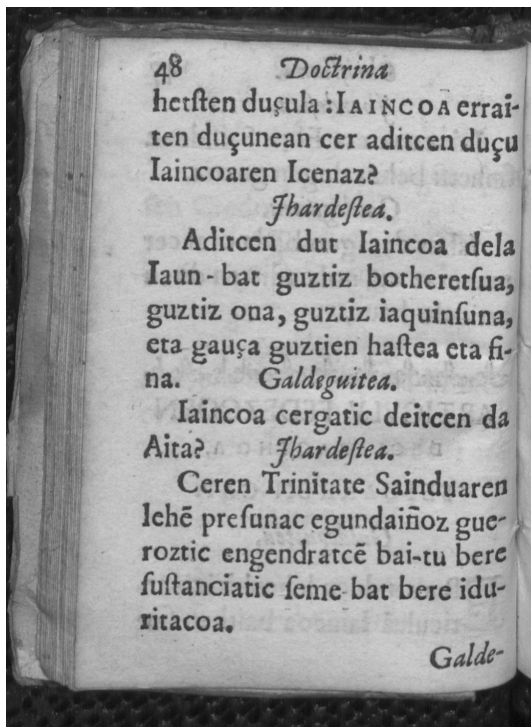 48 Doctrina
hetſten duçula : IAINCOA errai-
ten duçunean cer aditcen duçu
Iaincoaren Icenaz?
Jhardeſtea.
Aditcen dut Iaincoa dela
Iaun bat guztiz botheretſua,
guztiz ona, guztiz iaquinſuna,
eta gauça guztien haſtea eta fi-
na. Galdeguitea.
Iaincoa cergatic deitcen da
Aita? Jhardeſtea.
Ceren Trinitate Sainduaren
lehẽ preſunac egundaiñoz gue-
roztic engendratcẽ bai-tu bere
ſuſtanciatic ſeme bat bere idu-
ritacoa.
Galde-